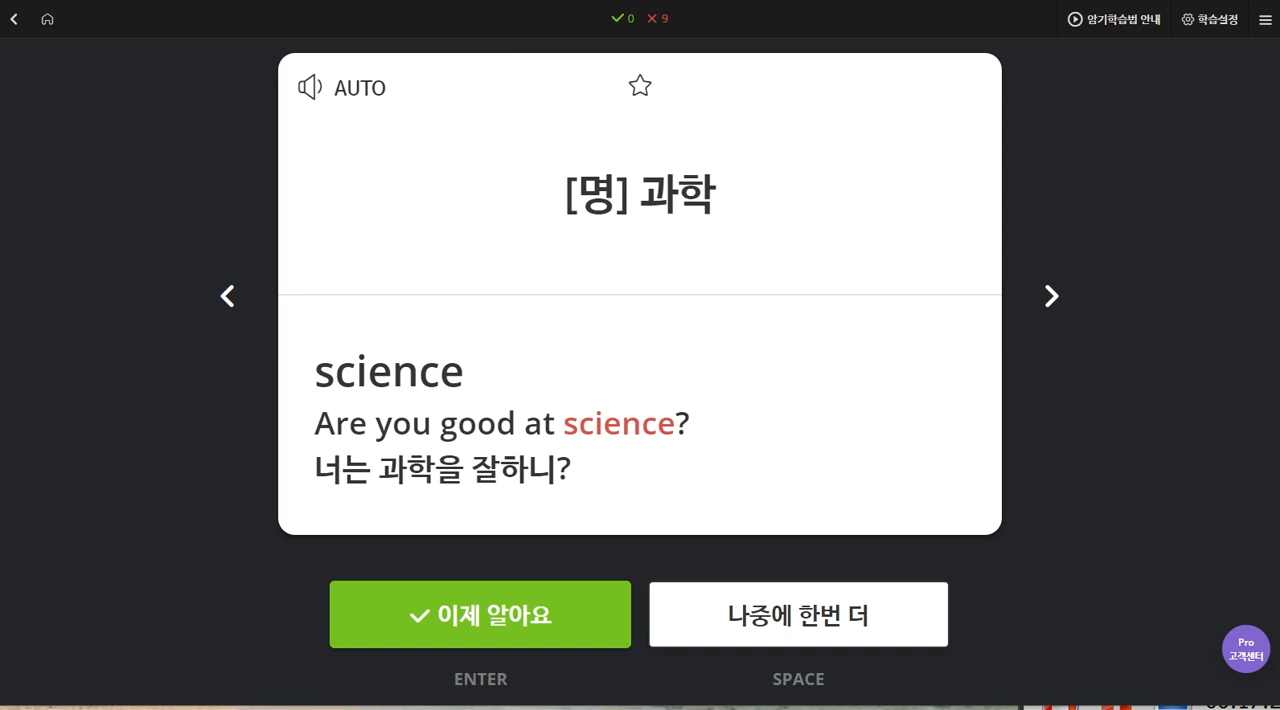 0 9
암기학습법 안내
학습설정
AUTO
[명] 과학
science
Are you good at science?
너는 과학을 잘하니?
이제 알아요
나중에 한번 더
ENTER
SPACE
Pro
고객센터